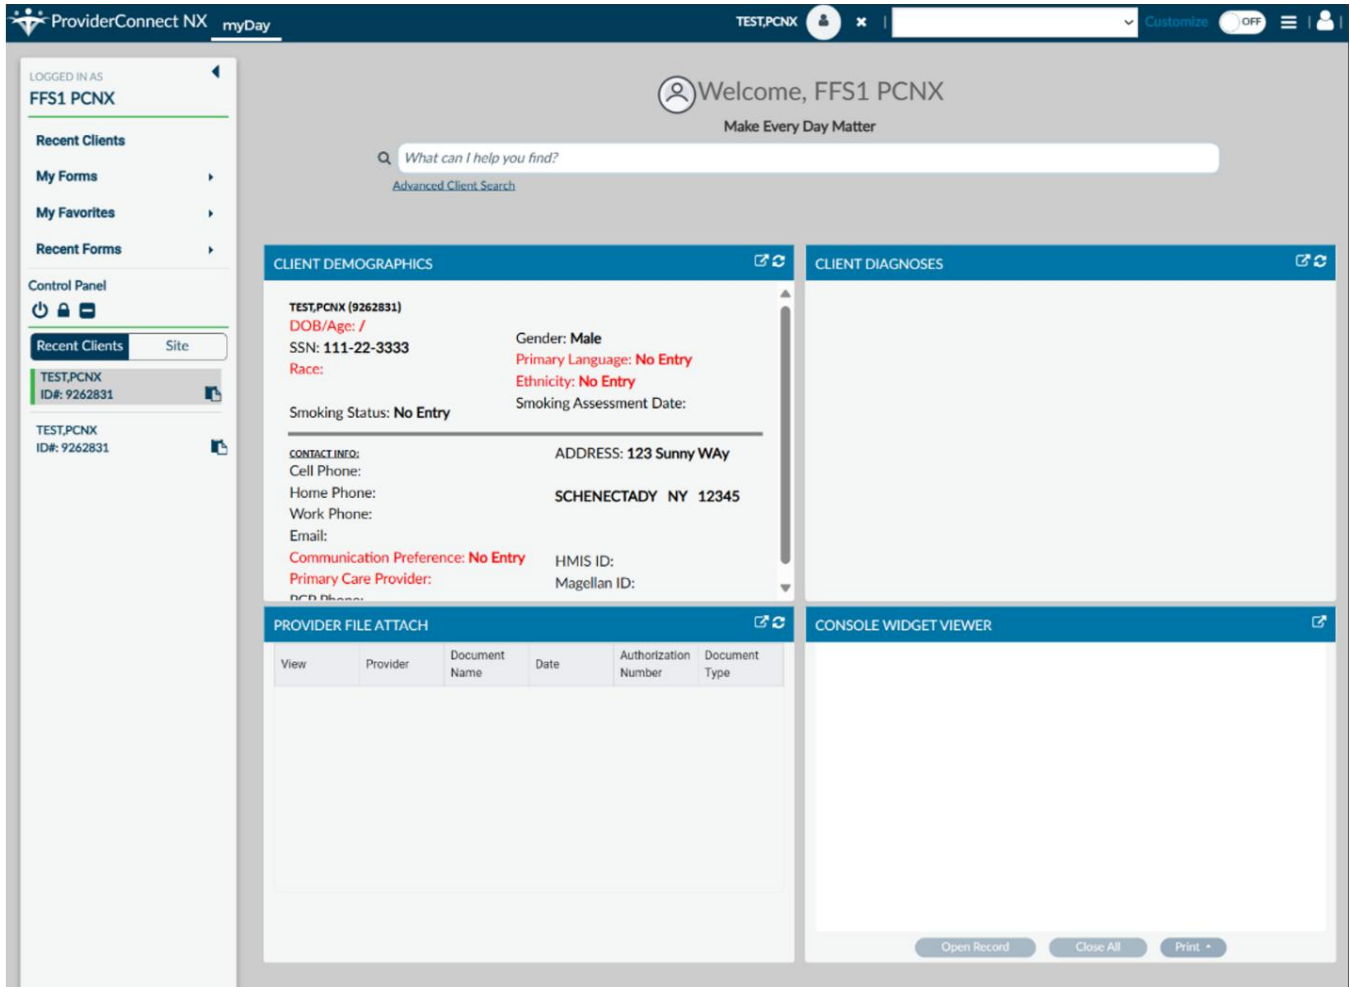 ProviderConnect NX myDay TEST,PCNX Customize OFF
LOGGED IN AS
FFS1 PCNX
Recent Clients
My Forms
My Favorites
Recent Forms
Control Panel
Recent Clients Site
TEST,PCNX
ID#: 9262831
TEST,PCNX
ID#: 9262831
Welcome, FFS1 PCNX
Make Every Day Matter
What can I help you find?
Advanced Client Search
CLIENT DEMOGRAPHICS
TEST,PCNX (9262831)
DOB/Age: /
SSN: 111-22-3333
Race:
Smoking Status: No Entry
Gender: Male
Primary Language: No Entry
Ethnicity: No Entry
Smoking Assessment Date:
CONTACT INFO:
Cell Phone:
Home Phone:
Work Phone:
Email:
Communication Preference: No Entry
Primary Care Provider:
PCP Phone:
ADDRESS: 123 Sunny WAy
SCHENECTADY NY 12345
HMIS ID:
Magellan ID:
CLIENT DIAGNOSES
PROVIDER FILE ATTACH
View Provider Document Name Date Authorization Number Document Type
CONSOLE WIDGET VIEWER
Open Record Close All Print